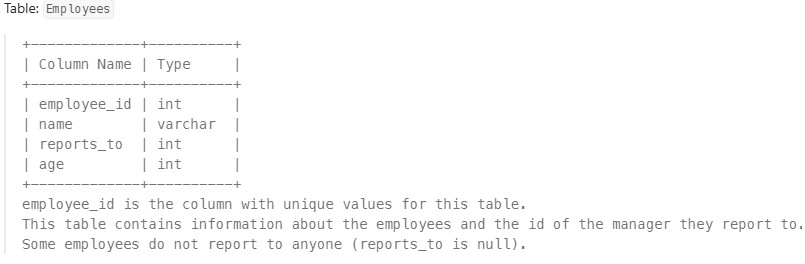 Table: Employees
+-------------+----------+
| Column Name | Type     |
+-------------+----------+
| employee_id | int      |
| name        | varchar  |
| reports_to  | int      |
| age         | int      |
+-------------+----------+
employee_id is the column with unique values for this table.
This table contains information about the employees and the id of the manager they report to.
Some employees do not report to anyone (reports_to is null).